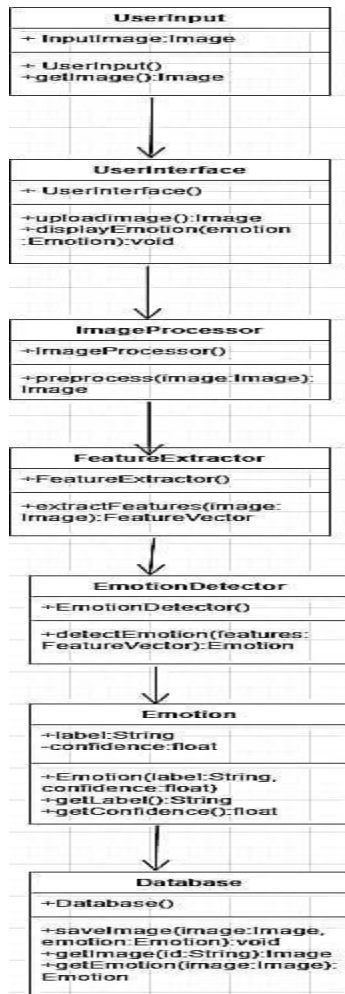 UserInput
+ InputImage:Image
+ UserInput()
+getImage():Image
UserInterface
+ UserInterface()
+uploadImage():Image
+displayEmotion(emotion
:Emotion):void
ImageProcessor
+ImageProcessor()
+preprocess(image:Image):
Image
FeatureExtractor
+FeatureExtractor()
+extractFeatures(image:
Image):FeatureVector
EmotionDetector
+EmotionDetector()
+detectEmotion(features:
FeatureVector):Emotion
Emotion
+label:String
-confidence:float
+Emotion(label:String,
confidence:float)
+getLabel():String
+getConfidence():float
Database
+Database()
+saveImage(image:Image,
emotion:Emotion):void
+getImage(id:String):Image
+getEmotion(image:Image):
Emotion